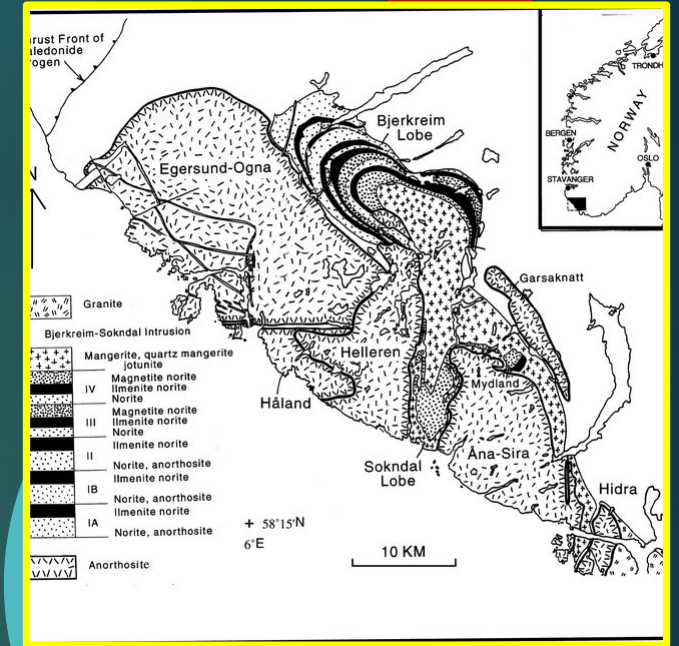 hrust Front of
aledonide
rogen
TRONDH
NORWAY
BERGEN
OSLO
STAVANGER
Bjerkreim
Lobe
Egersund-Ogna
N
Garsaknatt
Granite
Bjerkreim-Sokndal Intrusion
Mangerite, quartz mangerite
jotunite
IV
Magnetite norite
Ilmenite norite
Norite
III
Magnetite norite
Ilmenite norite
Norite
II
Ilmenite norite
Norite, anorthosite
IB
Ilmenite norite
Norite, anorthosite
IA
Ilmenite norite
Norite, anorthosite
Anorthosite
Helleren
Håland
Mydland
Sokndal
Lobe
Åna-Sira
Hidra
+ 58°15'N
6°E
10 KM